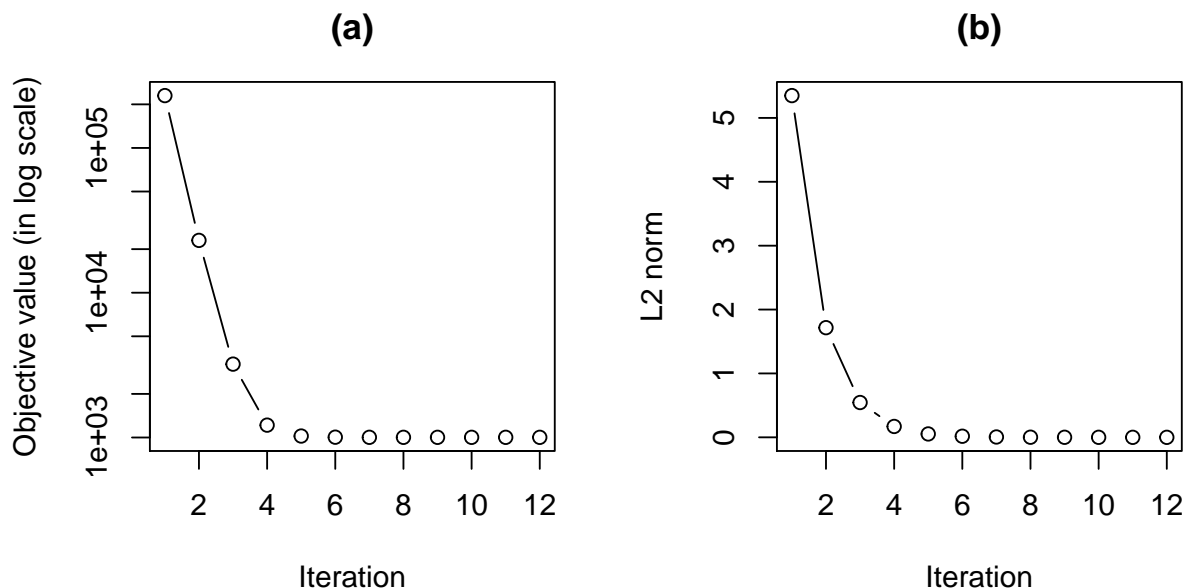 (a)
Objective value (in log scale)
1e+05
1e+04
1e+03
2 4 6 8 10 12
Iteration
(b)
L2 norm
5
4
3
2
1
0
2 4 6 8 10 12
Iteration